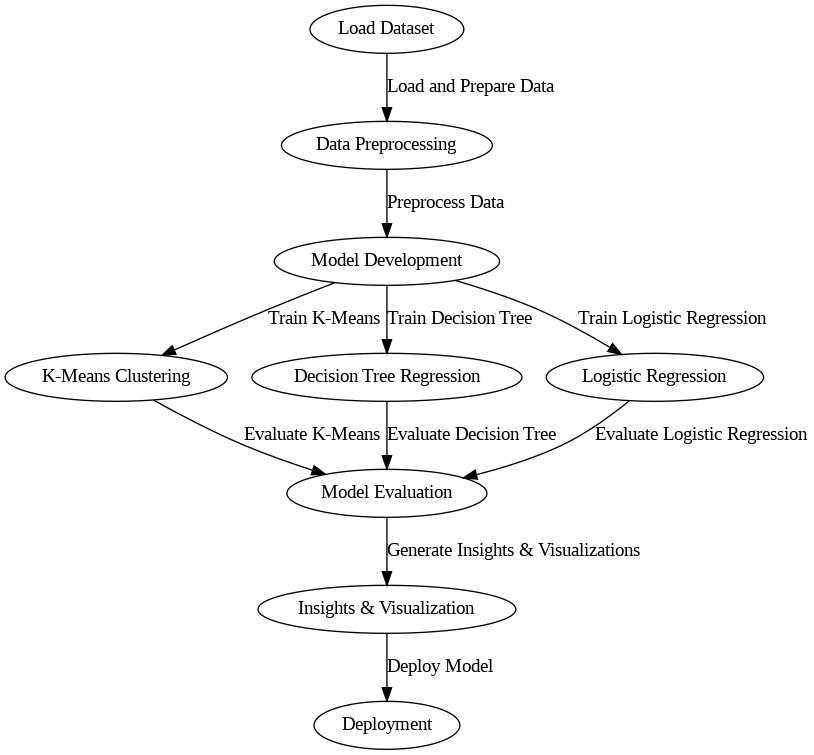 Load Dataset
Load and Prepare Data
Data Preprocessing
Preprocess Data
Model Development
Train K-Means
Train Decision Tree
Train Logistic Regression
K-Means Clustering
Decision Tree Regression
Logistic Regression
Evaluate K-Means
Evaluate Decision Tree
Evaluate Logistic Regression
Model Evaluation
Generate Insights & Visualizations
Insights & Visualization
Deploy Model
Deployment